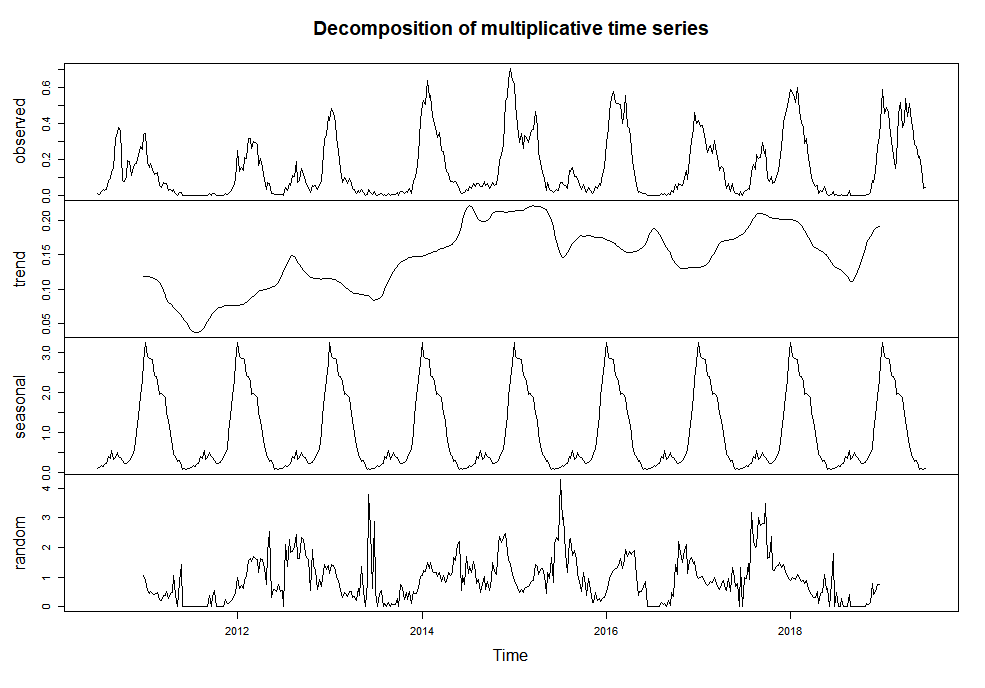 Decomposition of multiplicative time series
observed
0.0 0.2 0.4 0.6
trend
0.05 0.10 0.15 0.20
seasonal
0.0 1.0 2.0 3.0
random
0 1 2 3 4
2012 2014 2016 2018
Time